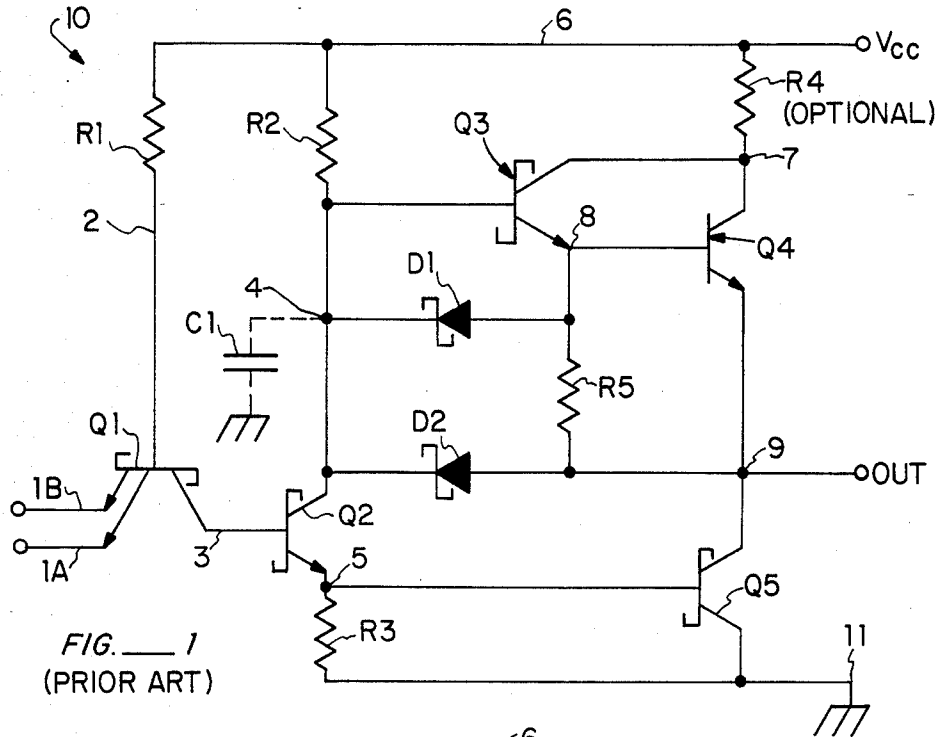 10
6
VCC
R1
R2
Q3
R4
(OPTIONAL)
7
2
8
Q4
D1
4
C1
R5
Q1
D2
9
1B
Q2
OUT
3
1A
5
Q5
R3
11
FIG. 1
(PRIOR ART)
6